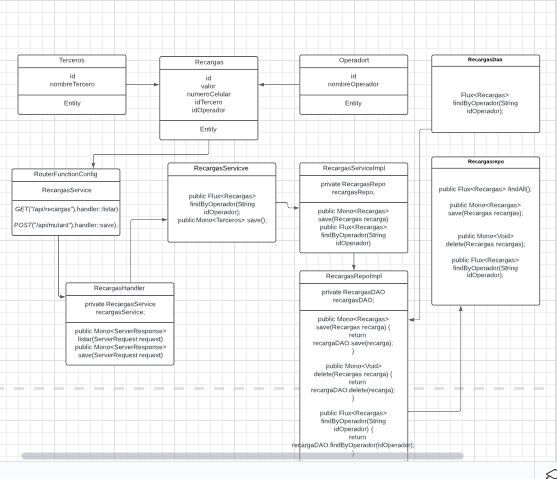 Terceros
id
nombreTercero
Entity
Recargas
id
valor
numeroCelular
idTercero
idOperador
Entity
Operadort
id
nombreOperador
Entity
RecargasDao
Flux<Recargas>
findByOperador(String
idOperador);
RouterFunctionConfig
RecargasService
GET("/api/recargas),handler::listar)
POST("/api/mutant),handler::save);
RecargasServicve
public Flux<Recargas>
findByOperador(String
idOperador);
public Mono<Terceros> save();
RecargasServiceImpl
private RecargasRepo
recargasRepo;
public Mono<Recargas>
save(Recargas recarga)
public Flux<Recargas>
findByOperador(String
idOperador)
Recargasrepo
public Flux<Recargas> findAll();
public Mono<Recargas>
save(Recargas recargas);
public Mono<Void>
delete(Recargas recargas);
public Flux<Recargas>
findByOperador(String
idOperador);
RecargasHandler
private RecargasService
recargasService;
public Mono<ServerResponse>
listar(ServerRequest request)
public Mono<ServerResponse>
save(ServerRequest request)
RecargasRepoImpl
private RecargasDAO
recargasDAO;
public Mono<Recargas>
save(Recargas recarga) {
return
recargaDAO.save(recarga);
}
public Mono<Void>
delete(Recargas recarga) {
return
recargaDAO.delete(recarga);
}
public Flux<Recargas>
findByOperador(String
idOperador) {
return
recargaDAO.findByOperador(idOperador);
}